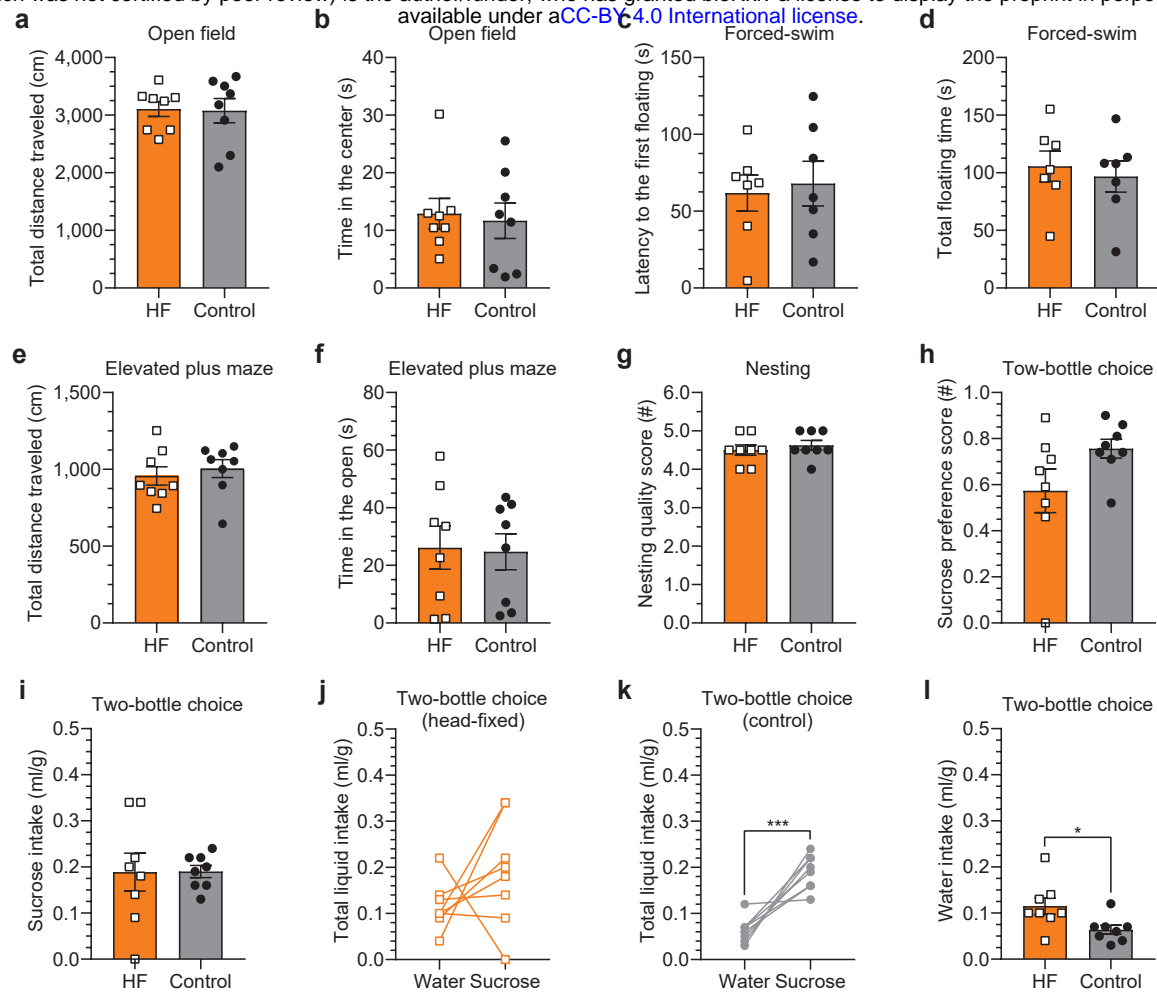 available under aCC-BY 4.0 International license.
a
Open field
Total distance traveled (cm)
4,000
3,000
2,000
1,000
0
HF Control
b
Open field
Time in the center (s)
40
30
20
10
0
HF Control
c
Forced-swim
Latency to the first floating (s)
150
100
50
0
HF Control
d
Forced-swim
Total floating time (s)
200
150
100
50
0
HF Control
e
Elevated plus maze
Total distance traveled (cm)
1,500
1,000
500
0
HF Control
f
Elevated plus maze
Time in the open (s)
80
60
40
20
0
HF Control
g
Nesting
Nesting quality score (#)
6.0
5.0
4.0
3.0
2.0
1.0
0.0
HF Control
h
Tow-bottle choice
Sucrose preference score (#)
1.0
0.8
0.6
0.4
0.2
0.0
HF Control
i
Two-bottle choice
Sucrose intake (ml/g)
0.5
0.4
0.3
0.2
0.1
0.0
HF Control
j
Two-bottle choice
(head-fixed)
Total liquid intake (ml/g)
0.5
0.4
0.3
0.2
0.1
0.0
Water Sucrose
k
Two-bottle choice
(control)
Total liquid intake (ml/g)
0.5
0.4
0.3
0.2
0.1
0.0
***
Water Sucrose
l
Two-bottle choice
Water intake (ml/g)
0.5
0.4
0.3
0.2
0.1
0.0
*
HF Control